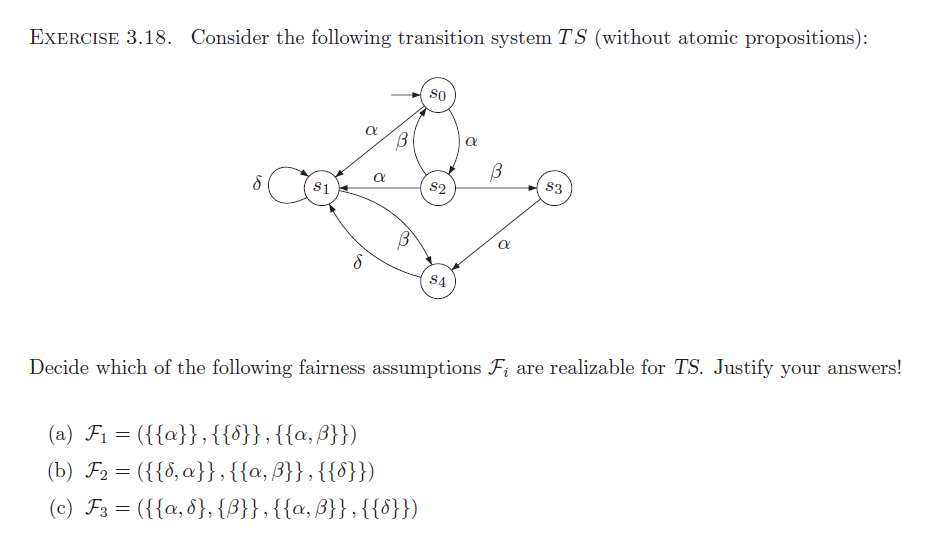 EXERCISE 3.18. Consider the following transition system TS (without atomic propositions):
s0
α
β
α
δ
s1
α
s2
β
s3
β
α
δ
s4
Decide which of the following fairness assumptions ℱi are realizable for TS. Justify your answers!
(a) ℱ1 = ({{α}}, {{δ}}, {{α, β}})
(b) ℱ2 = ({{δ, α}}, {{α, β}}, {{δ}})
(c) ℱ3 = ({{α, δ}, {β}}, {{α, β}}, {{δ}})